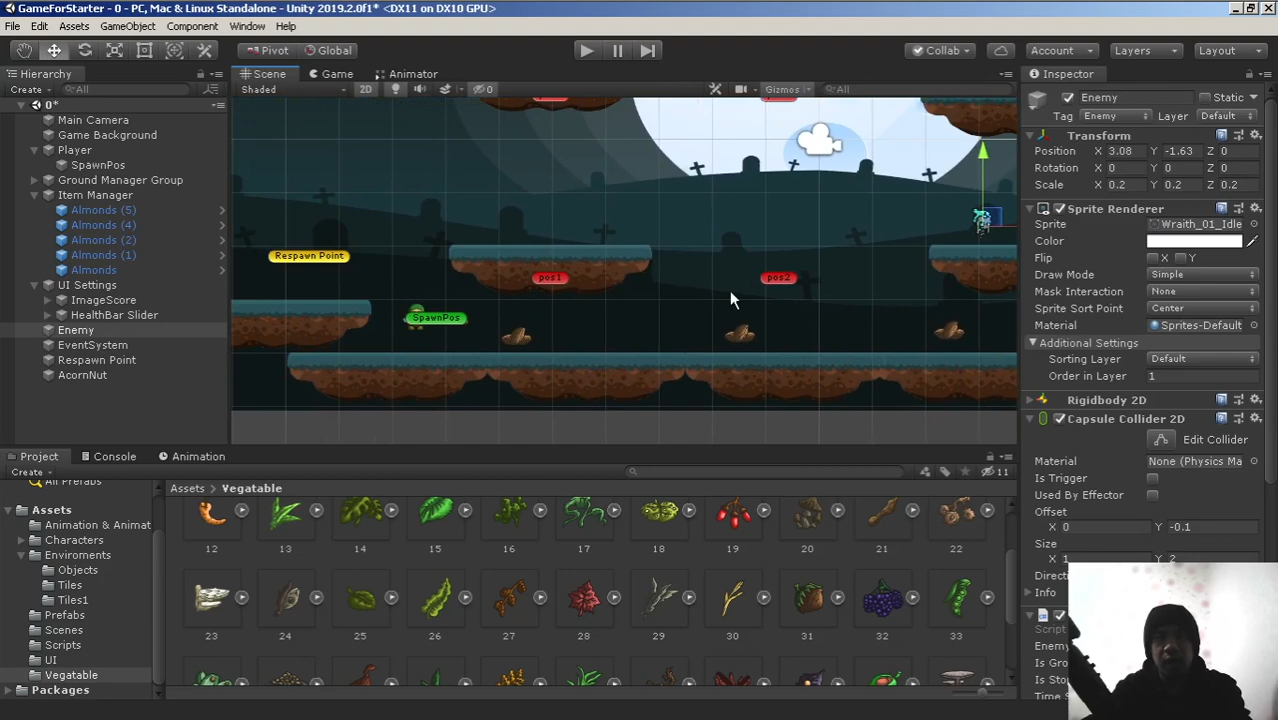 GameForStarter - 0 - PC, Mac & Linux Standalone - Unity 2019.2.0f1* <DX11 on DX10 GPU>
File Edit Assets GameObject Component Window Help
Pivot Global Collab Account Layers Layout
Hierarchy
Create All
0*
Main Camera
Game Background
Player
SpawnPos
Ground Manager Group
Item Manager
Almonds (5)
Almonds (4)
Almonds (2)
Almonds (1)
Almonds
UI Settings
ImageScore
HealthBar Slider
Enemy
EventSystem
Respawn Point
AcornNut
Scene Game Animator
Shaded 2D 0 Gizmos All
Respawn Point
pos1
pos2
SpawnPos
Inspector
Enemy Static
Tag Enemy Layer Default
Transform
Position X 3.08 Y -1.63 Z 0
Rotation X 0 Y 0 Z 0
Scale X 0.2 Y 0.2 Z 0.2
Sprite Renderer
Sprite Wraith_01_Idle
Color
Flip X Y
Draw Mode Simple
Mask Interaction None
Sprite Sort Point Center
Material Sprites-Default
Additional Settings
Sorting Layer Default
Order in Layer 1
Rigidbody 2D
Capsule Collider 2D
Edit Collider
Material None (Physics Ma
Is Trigger
Used By Effector
Offset
X 0 Y -0.1
Size
X 1 Y 2
Info
Project Console Animation
Create 11
All Prefabs
Assets
Animation & Animat
Characters
Enviroments
Objects
Tiles
Tiles1
Prefabs
Scenes
Scripts
UI
Vegatable
Packages
Assets Vegatable
12 13 14 15 16 17 18 19 20 21 22
23 24 25 26 27 28 29 30 31 32 33